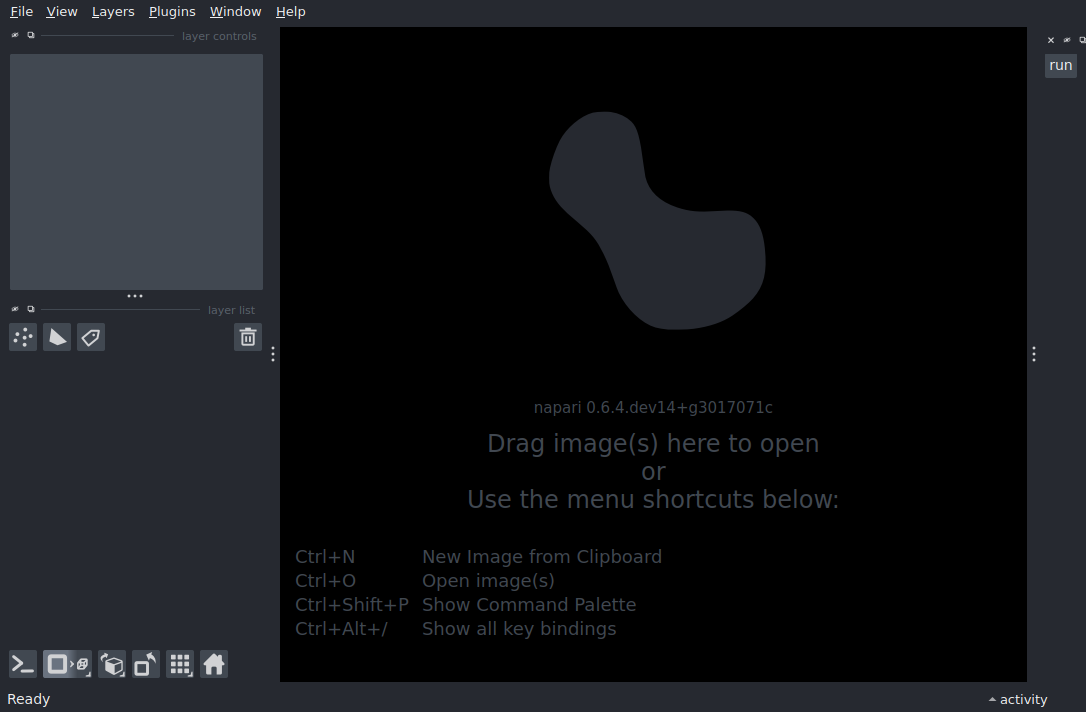 File View Layers Plugins Window Help
layer controls
run
layer list
napari 0.6.4.dev14+g3017071c
Drag image(s) here to open
or
Use the menu shortcuts below:
Ctrl+N New Image from Clipboard
Ctrl+O Open image(s)
Ctrl+Shift+P Show Command Palette
Ctrl+Alt+/ Show all key bindings
Ready
activity